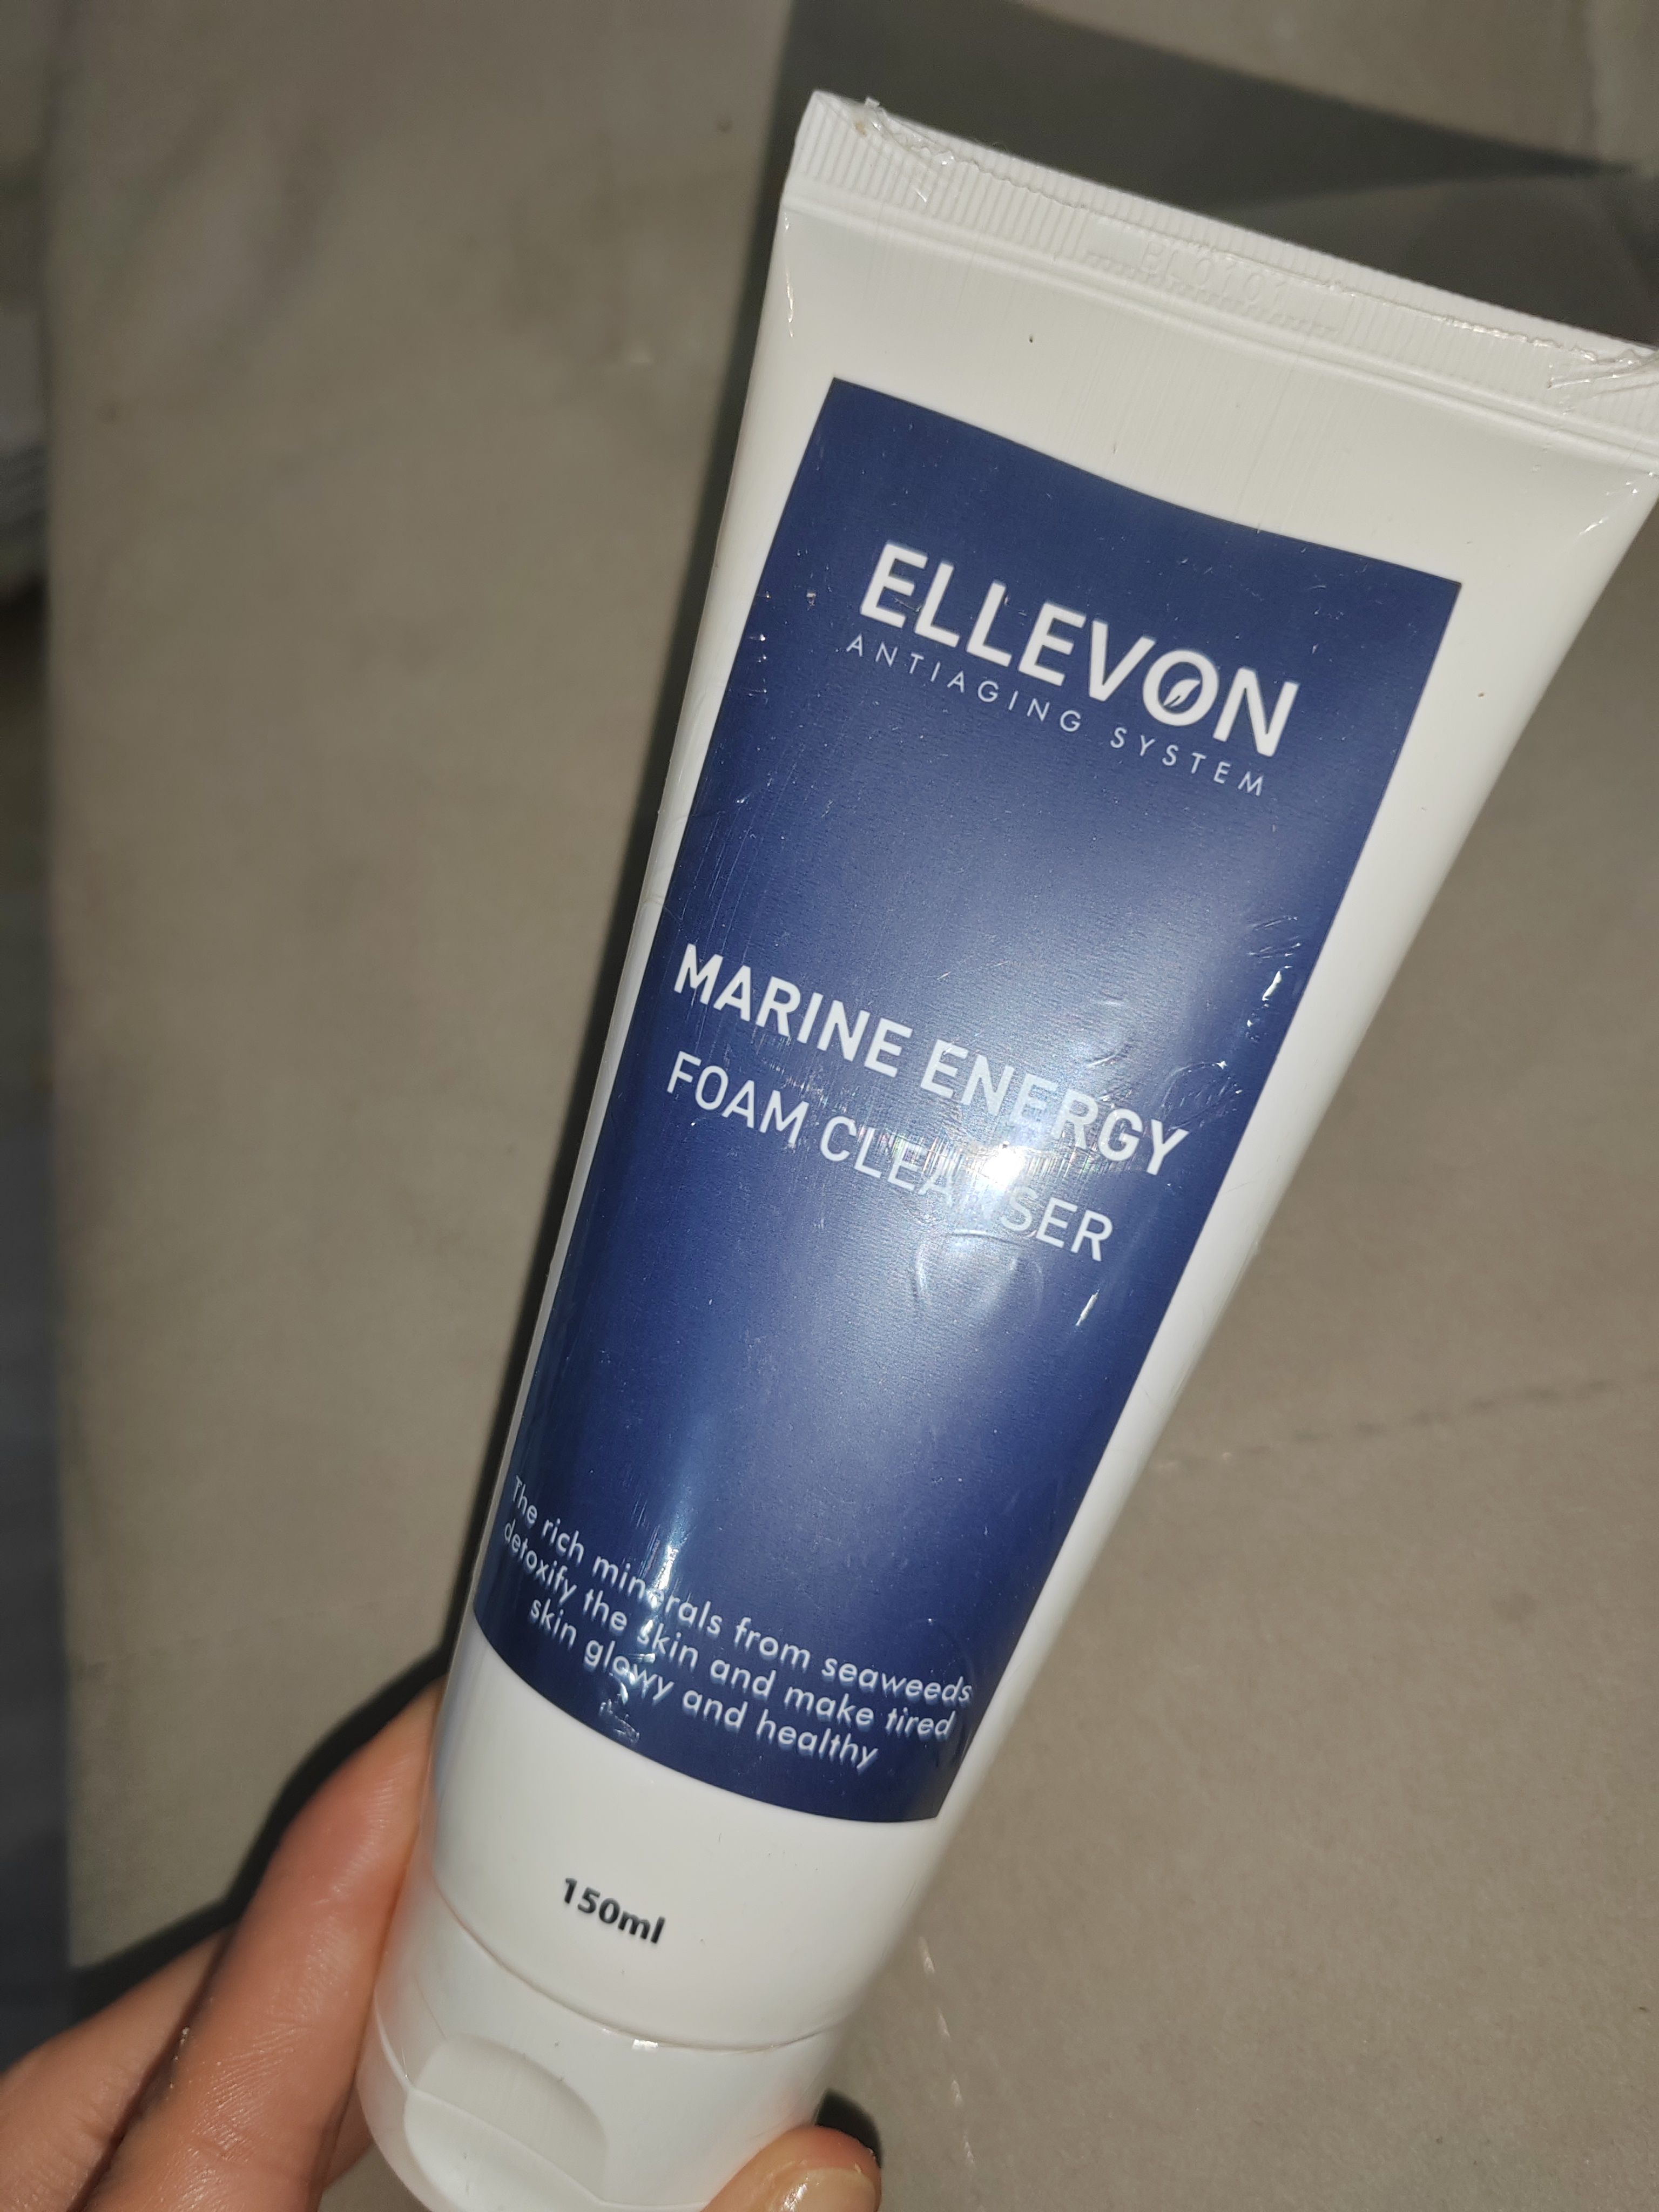 ELLEVON
ANTIAGING SYSTEM
MARINE ENERGY
FOAM CLEANSER
The rich minerals from seaweeds
detoxify the skin and make tired
skin glowy and healthy
150ml